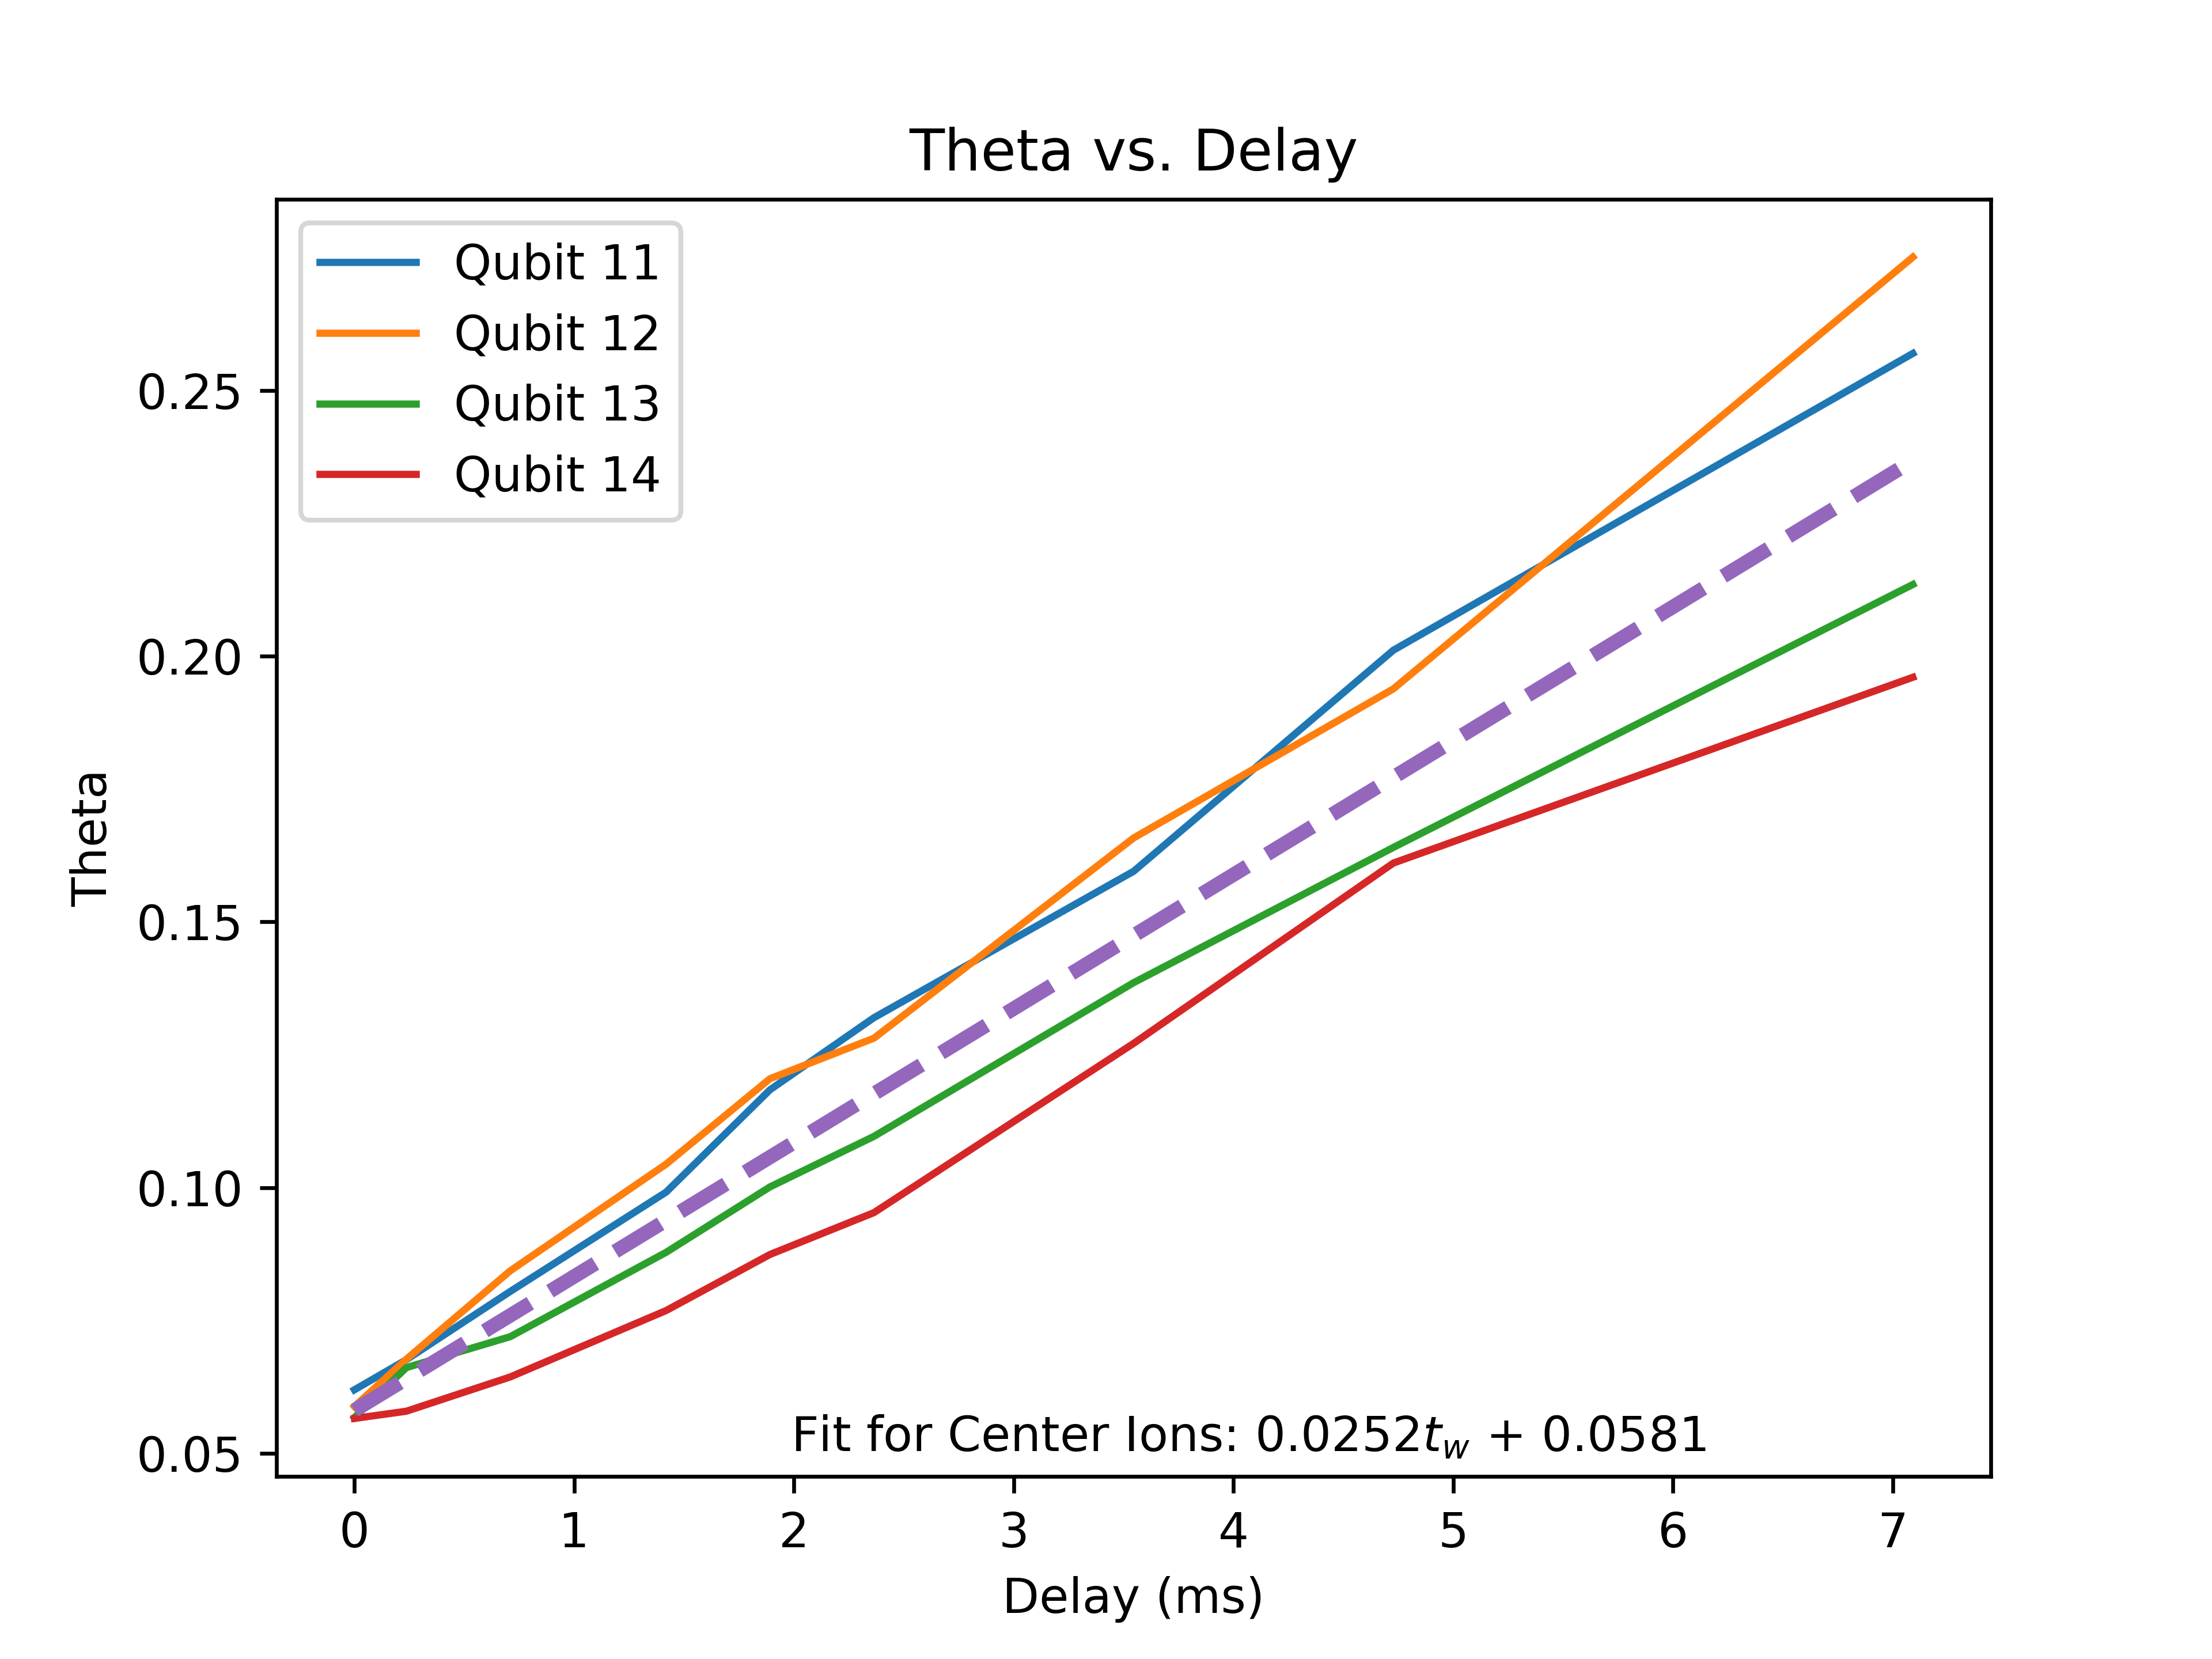 Theta vs. Delay
Qubit 11
Qubit 12
Qubit 13
Qubit 14
0.25
0.20
0.15
0.10
0.05
Theta
Fit for Center Ions: 0.0252t_w + 0.0581
0 1 2 3 4 5 6 7
Delay (ms)